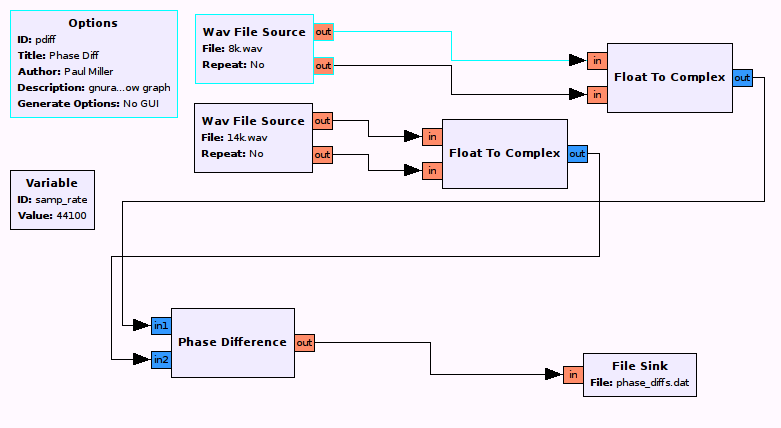 Options
ID: pdiff
Title: Phase Diff
Author: Paul Miller
Description: gnura...ow graph
Generate Options: No GUI
Wav File Source
File: 8k.wav
Repeat: No
out
out
in
in
Float To Complex
out
Wav File Source
File: 14k.wav
Repeat: No
out
out
in
in
Float To Complex
out
Variable
ID: samp_rate
Value: 44100
in1
in2
Phase Difference
out
in
File Sink
File: phase_diffs.dat